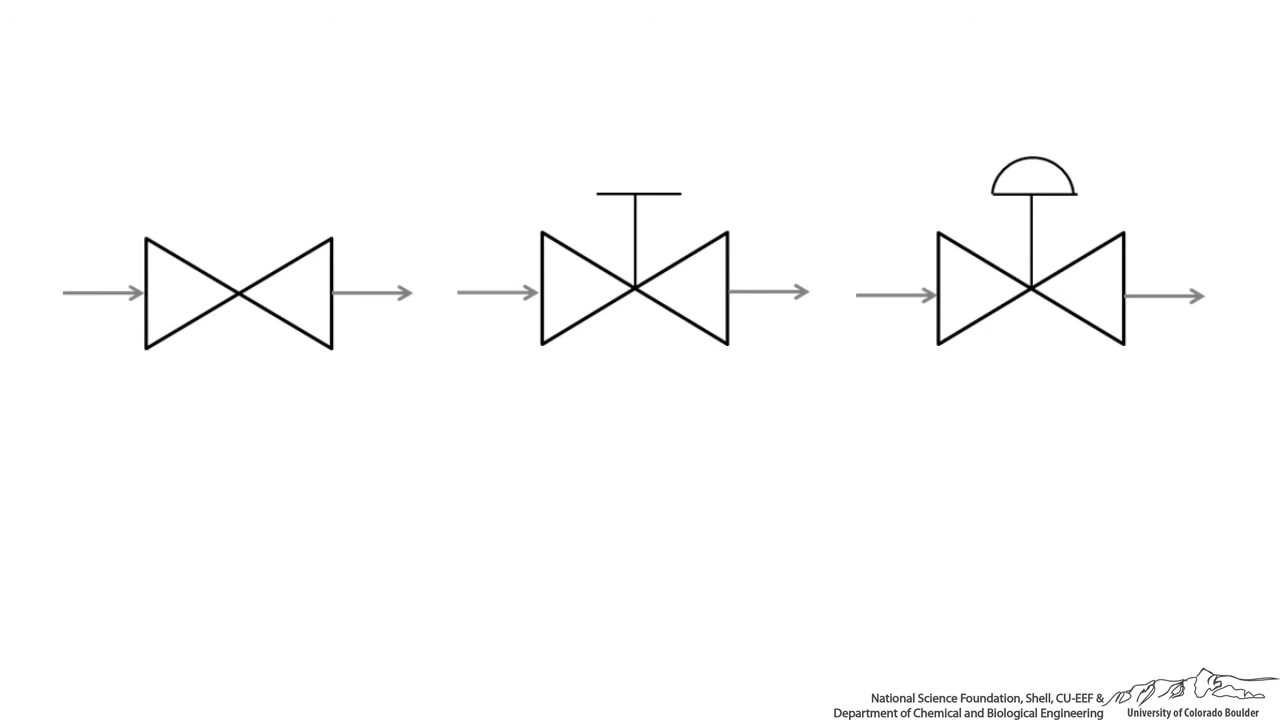 National Science Foundation, Shell, CU-EEF &
Department of Chemical and Biological Engineering
University of Colorado Boulder